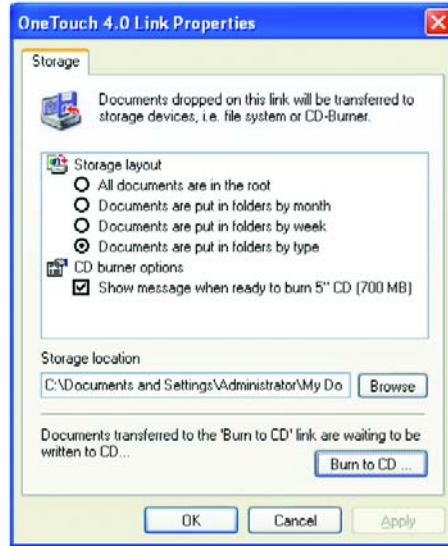 OneTouch 4.0 Link Properties
Storage
Documents dropped on this link will be transferred to
storage devices, i.e. file system or CD-Burner.
Storage layout
All documents are in the root
Documents are put in folders by month
Documents are put in folders by week
Documents are put in folders by type
CD burner options
Show message when ready to burn 5" CD (700 MB)
Storage location
C:\Documents and Settings\Administrator\My Do
Browse
Documents transferred to the 'Burn to CD' link are waiting to be
written to CD...
Burn to CD ...
OK
Cancel
Apply